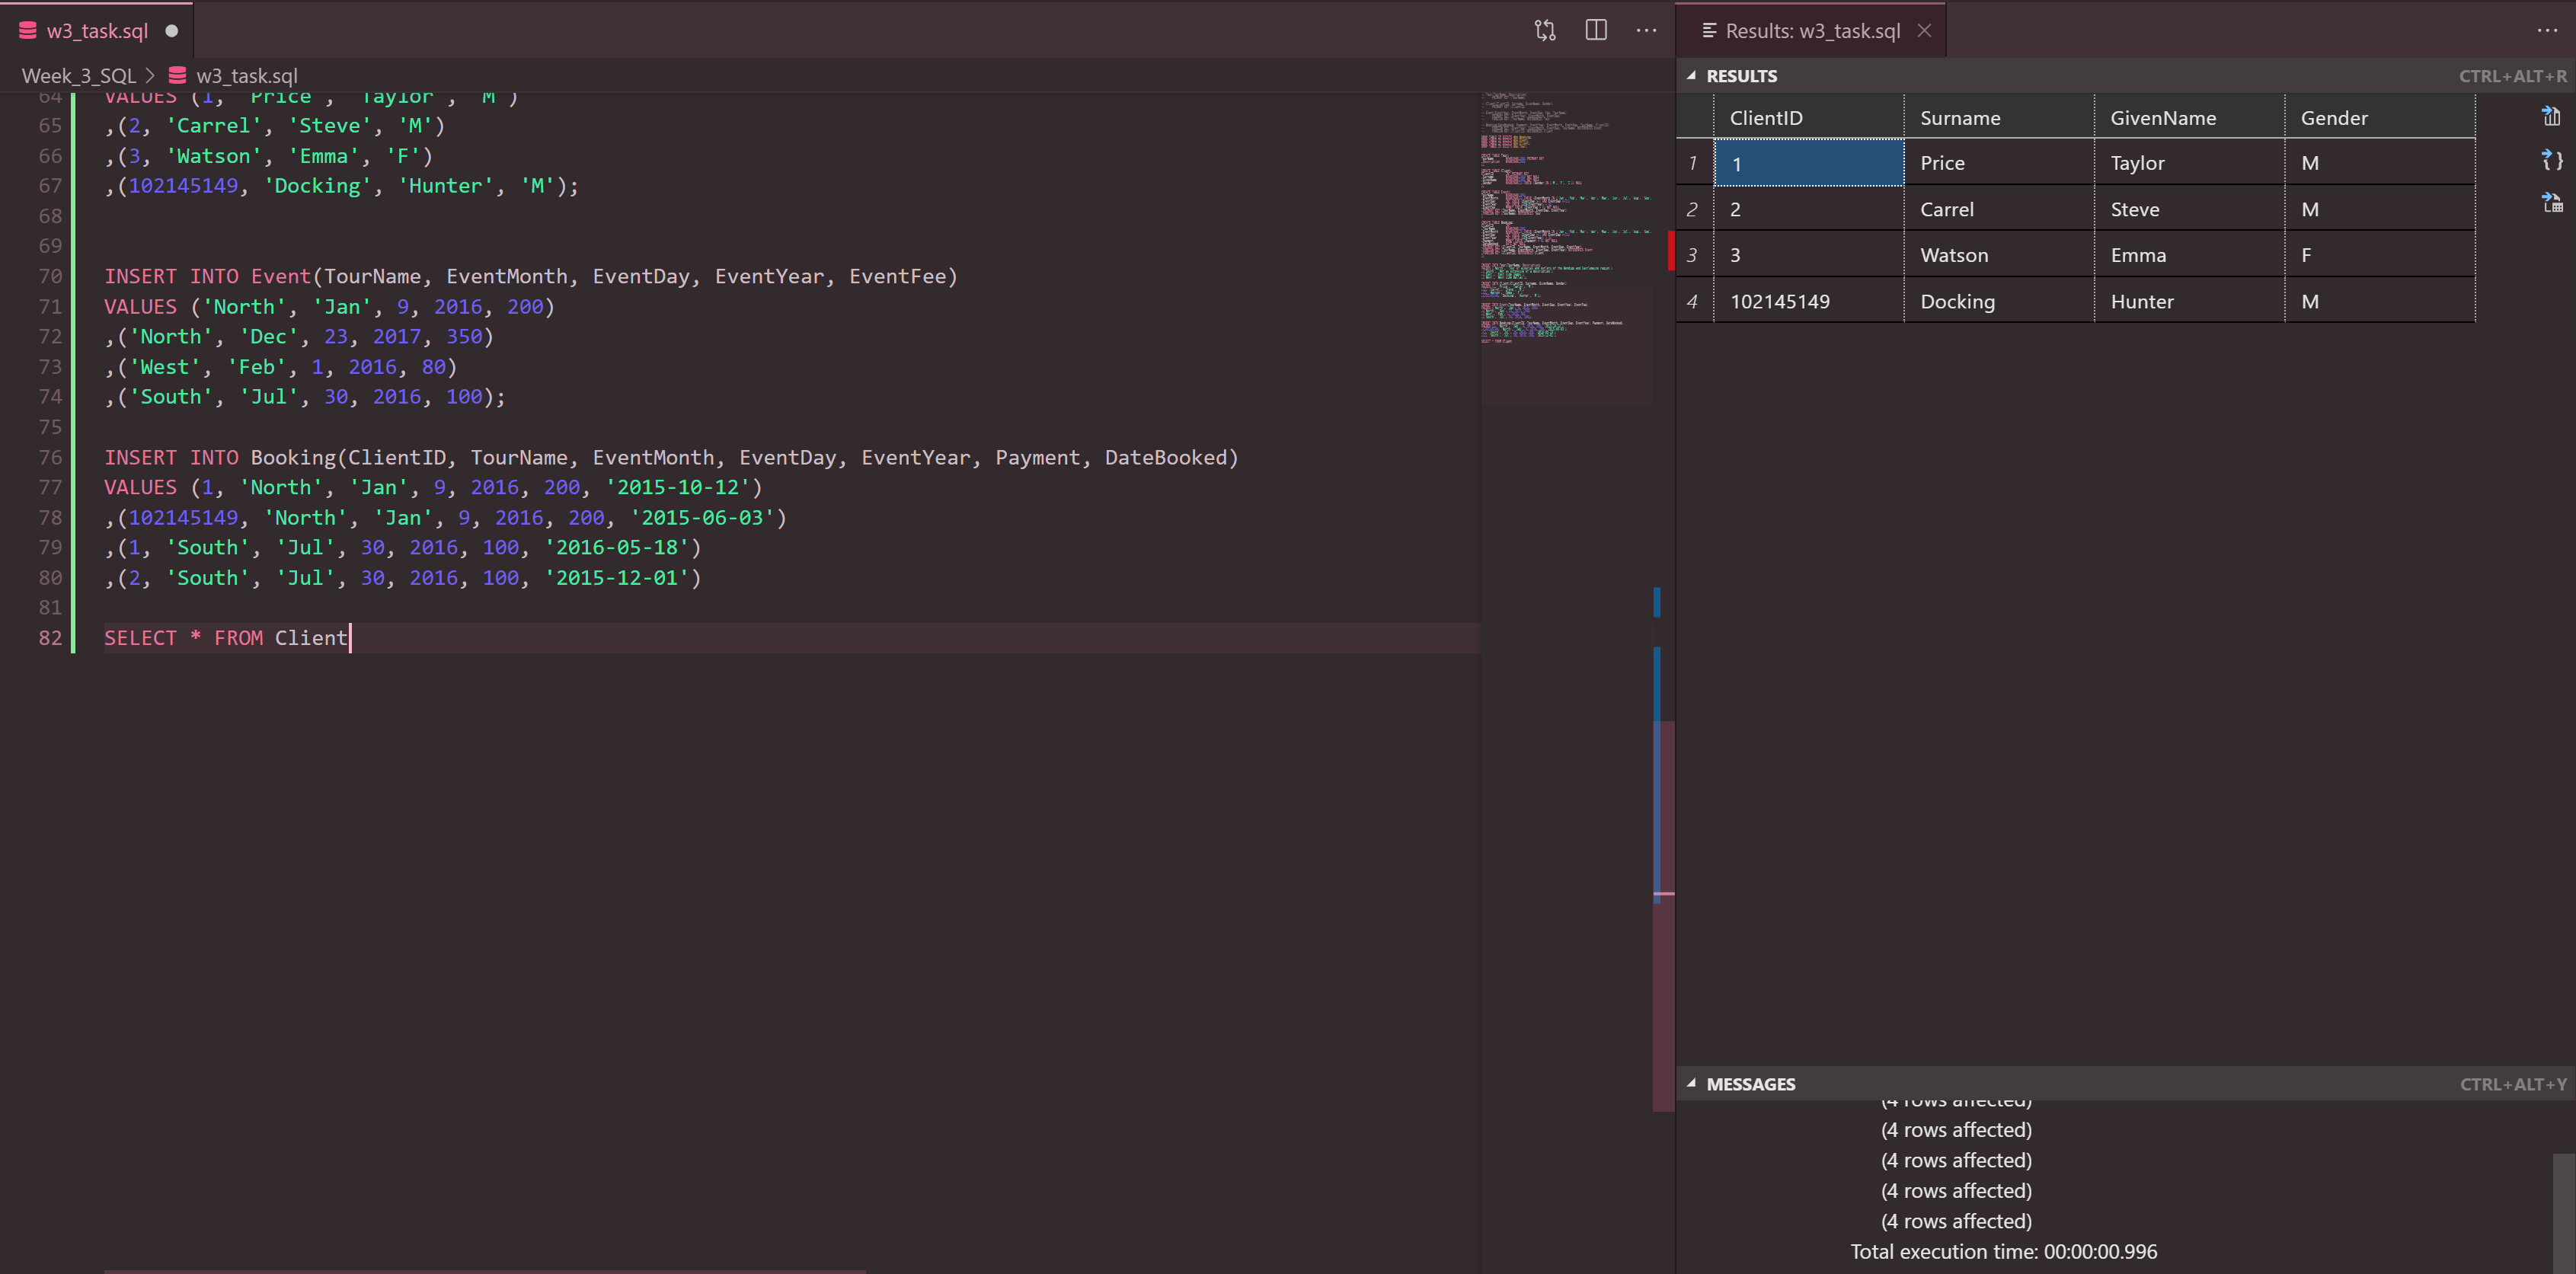 w3_task.sql
Week_3_SQL > w3_task.sql
64 VALUES (1, 'Price', 'Taylor', 'M')
65 ,(2, 'Carrel', 'Steve', 'M')
66 ,(3, 'Watson', 'Emma', 'F')
67 ,(102145149, 'Docking', 'Hunter', 'M');
68
69
70 INSERT INTO Event(TourName, EventMonth, EventDay, EventYear, EventFee)
71 VALUES ('North', 'Jan', 9, 2016, 200)
72 ,('North', 'Dec', 23, 2017, 350)
73 ,('West', 'Feb', 1, 2016, 80)
74 ,('South', 'Jul', 30, 2016, 100);
75
76 INSERT INTO Booking(ClientID, TourName, EventMonth, EventDay, EventYear, Payment, DateBooked)
77 VALUES (1, 'North', 'Jan', 9, 2016, 200, '2015-10-12')
78 ,(102145149, 'North', 'Jan', 9, 2016, 200, '2015-06-03')
79 ,(1, 'South', 'Jul', 30, 2016, 100, '2016-05-18')
80 ,(2, 'South', 'Jul', 30, 2016, 100, '2015-12-01')
81
82 SELECT * FROM Client
Results: w3_task.sql
RESULTS CTRL+ALT+R
ClientID Surname GivenName Gender
1 1 Price Taylor M
2 2 Carrel Steve M
3 3 Watson Emma F
4 102145149 Docking Hunter M
MESSAGES CTRL+ALT+Y
(4 rows affected)
(4 rows affected)
(4 rows affected)
(4 rows affected)
(4 rows affected)
Total execution time: 00:00:00.996